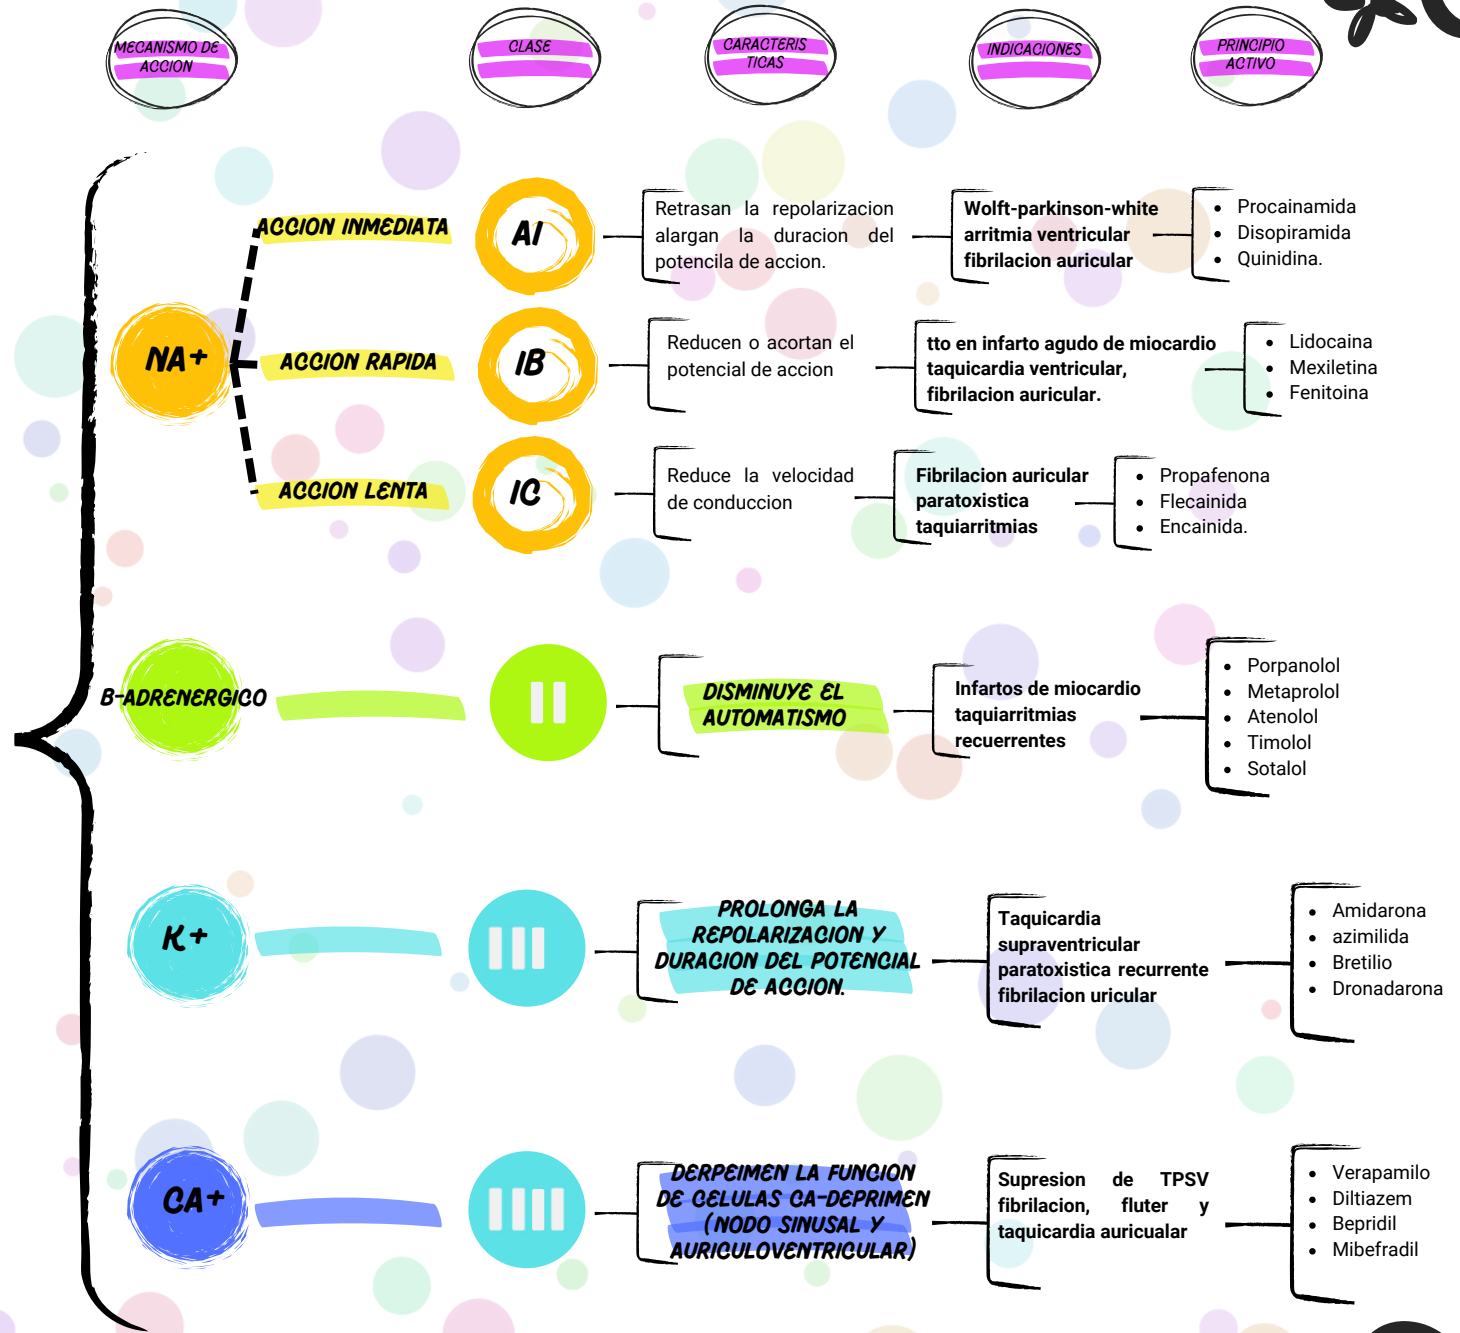 MECANISMO DE
ACCION
CLASE
CARACTERIS
TICAS
INDICACIONES
PRINCIPIO
ACTIVO
NA+
ACCION INMEDIATA
AI
Retrasan la repolarizacion
alargan la duracion del
potencila de accion.
Wolft-parkinson-white
arritmia ventricular
fibrilacion auricular
Procainamida
Disopiramida
Quinidina.
ACCION RAPIDA
IB
Reducen o acortan el
potencial de accion
tto en infarto agudo de miocardio
taquicardia ventricular,
fibrilacion auricular.
Lidocaina
Mexiletina
Fenitoina
ACCION LENTA
IC
Reduce la velocidad
de conduccion
Fibrilacion auricular
paratoxistica
taquiarritmias
Propafenona
Flecainida
Encainida.
B-ADRENERGICO
II
DISMINUYE EL
AUTOMATISMO
Infartos de miocardio
taquiarritmias
recuerrentes
Porpanolol
Metaprolol
Atenolol
Timolol
Sotalol
K+
III
PROLONGA LA
REPOLARIZACION Y
DURACION DEL POTENCIAL
DE ACCION.
Taquicardia
supraventricular
paratoxistica recurrente
fibrilacion uricular
Amidarona
azimilida
Bretilio
Dronadarona
CA+
IIII
DERPEIMEN LA FUNCION
DE CELULAS CA-DEPRIMEN
(NODO SINUSAL Y
AURICULOVENTRICULAR)
Supresion de TPSV
fibrilacion, fluter y
taquicardia auricualar
Verapamilo
Diltiazem
Bepridil
Mibefradil